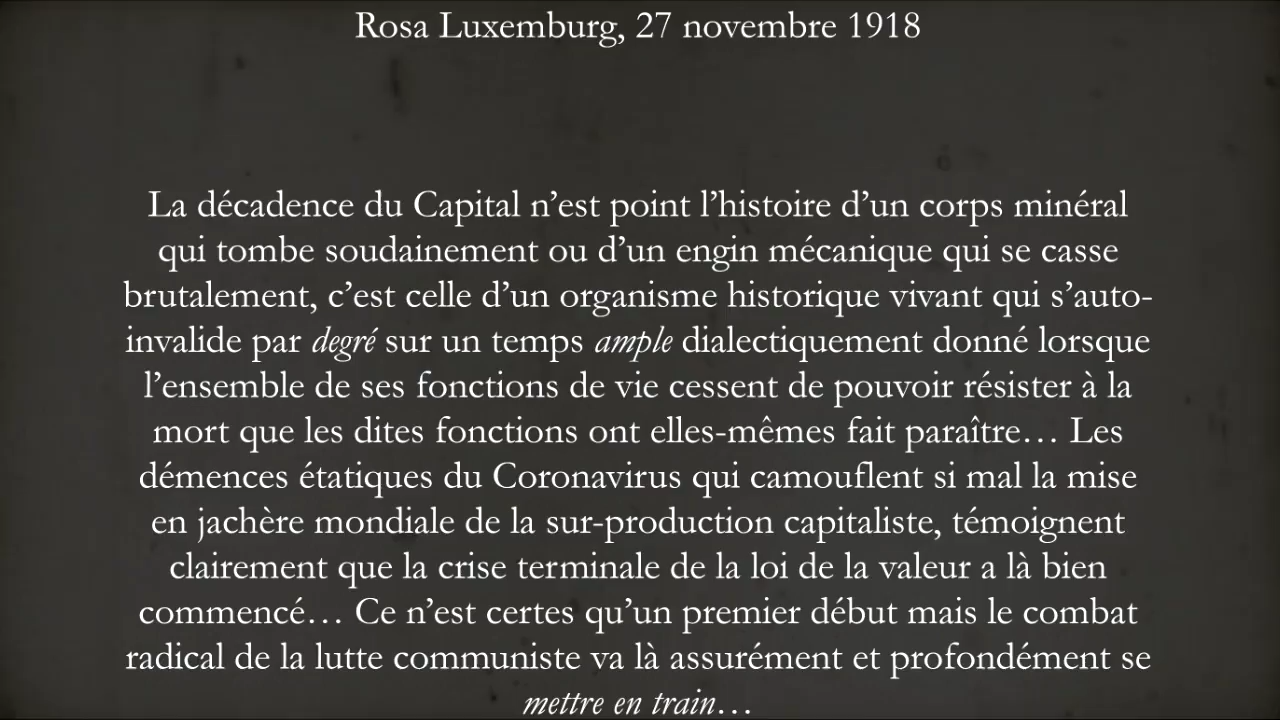 Rosa Luxemburg, 27 novembre 1918
La décadence du Capital n’est point l’histoire d’un corps minéral
qui tombe soudainement ou d’un engin mécanique qui se casse
brutalement, c’est celle d’un organisme historique vivant qui s’auto-
invalide par degré sur un temps ample dialectiquement donné lorsque
l’ensemble de ses fonctions de vie cessent de pouvoir résister à la
mort que les dites fonctions ont elles-mêmes fait paraître… Les
démences étatiques du Coronavirus qui camouflent si mal la mise
en jachère mondiale de la sur-production capitaliste, témoignent
clairement que la crise terminale de la loi de la valeur a là bien
commencé… Ce n’est certes qu’un premier début mais le combat
radical de la lutte communiste va là assurément et profondément se
mettre en train…